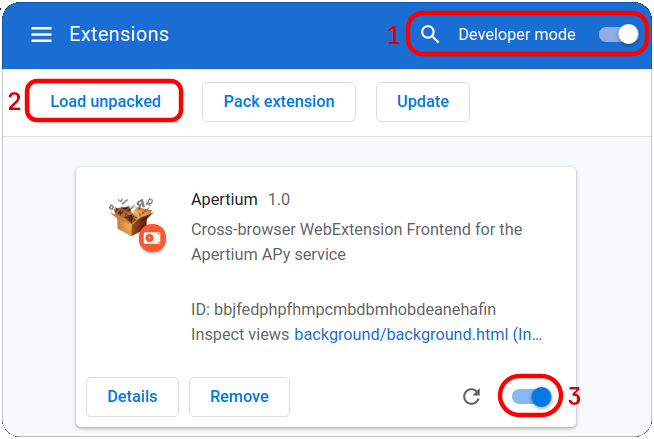 Extensions
1
Developer mode
2
Load unpacked
Pack extension
Update
Apertium 1.0
Cross-browser WebExtension Frontend for the
Apertium APy service
ID: bbjfedphpfhmpcmbdbmhobdeanehafin
Inspect views background/background.html (In…
Details
Remove
3